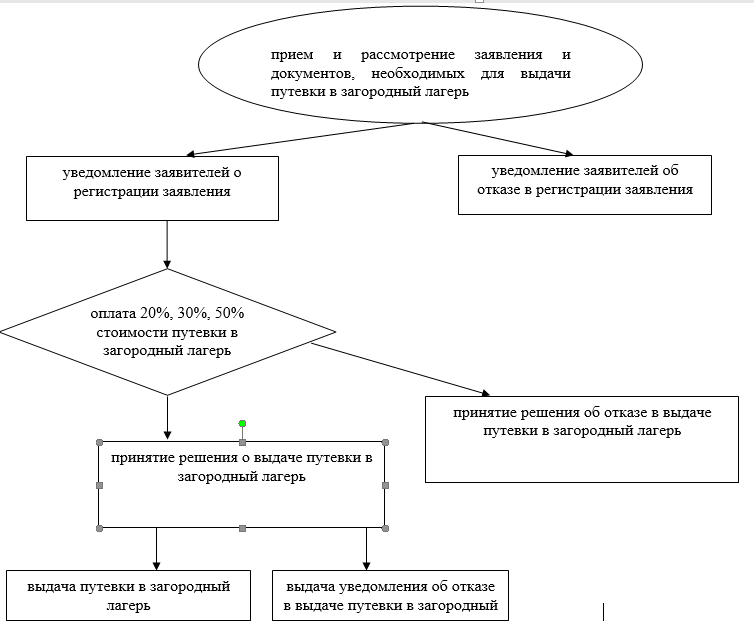 прием и рассмотрение заявления и
документов, необходимых для выдачи
путевки в загородный лагерь
уведомление заявителей о
регистрации заявления
уведомление заявителей об
отказе в регистрации заявления
оплата 20%, 30%, 50%
стоимости путевки в
загородный лагерь
принятие решения об отказе в выдаче
путевки в загородный лагерь
принятие решения о выдаче путевки в
загородный лагерь
выдача путевки в загородный
лагерь
выдача уведомления об отказе
в выдаче путевки в загородный